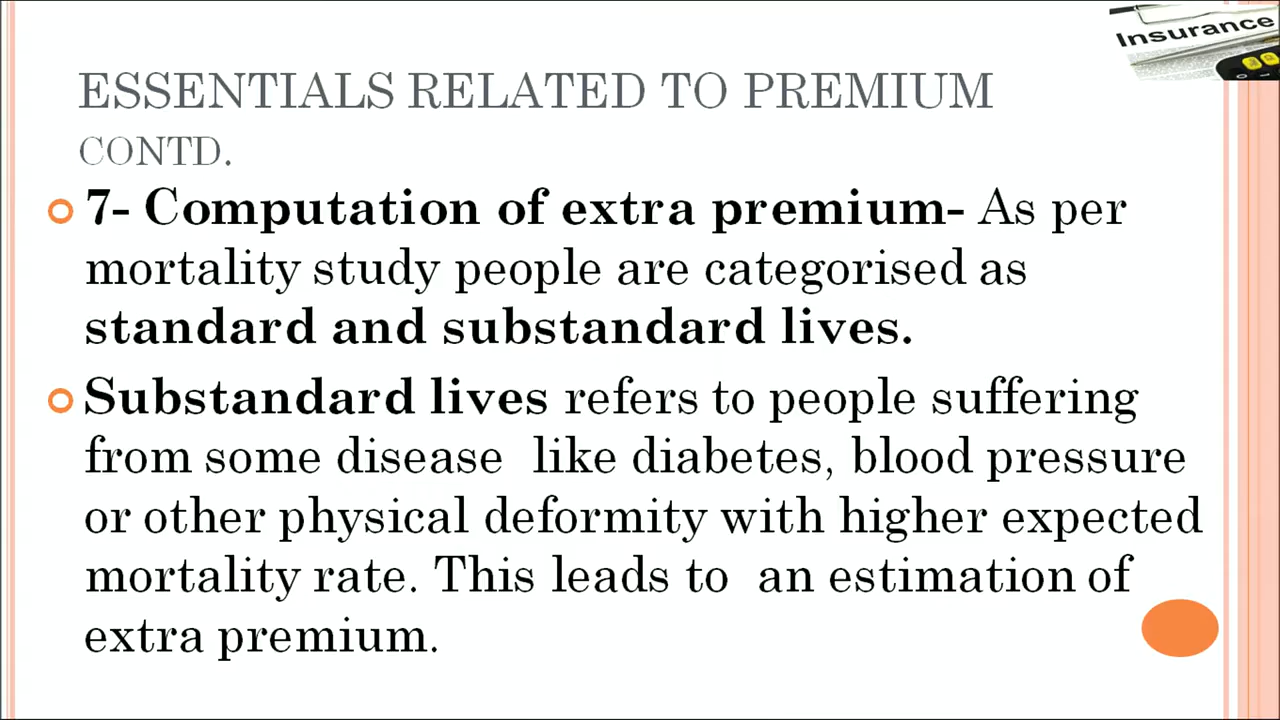 Insurance
ESSENTIALS RELATED TO PREMIUM
CONTD.
7- Computation of extra premium- As per
mortality study people are categorised as
standard and substandard lives.
Substandard lives refers to people suffering
from some disease like diabetes, blood pressure
or other physical deformity with higher expected
mortality rate. This leads to an estimation of
extra premium.